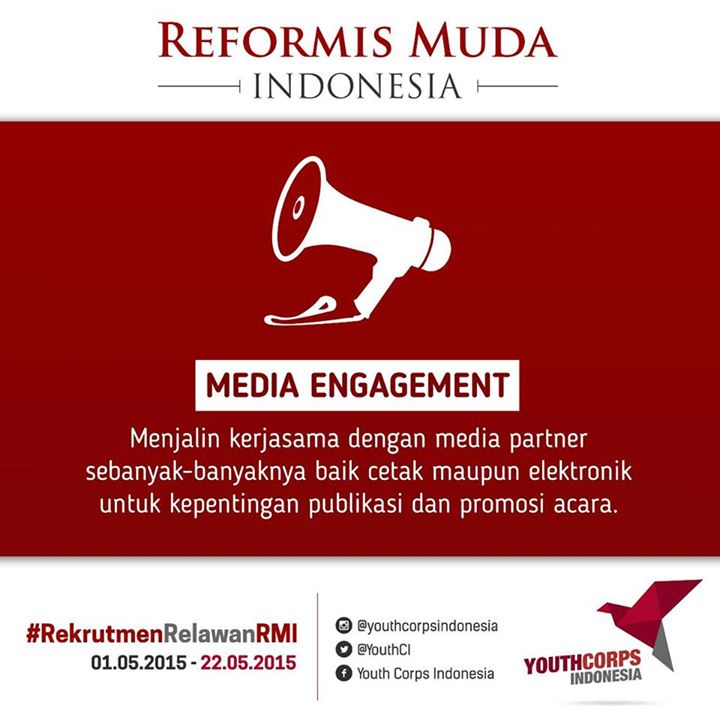 REFORMIS MUDA
INDONESIA
MEDIA ENGAGEMENT
Menjalin kerjasama dengan media partner
sebanyak-banyaknya baik cetak maupun elektronik
untuk kepentingan publikasi dan promosi acara.
#RekrutmenRelawanRMI
01.05.2015 - 22.05.2015
@youthcorpsindonesia
@YouthCI
Youth Corps Indonesia
YOUTHCORPS
INDONESIA